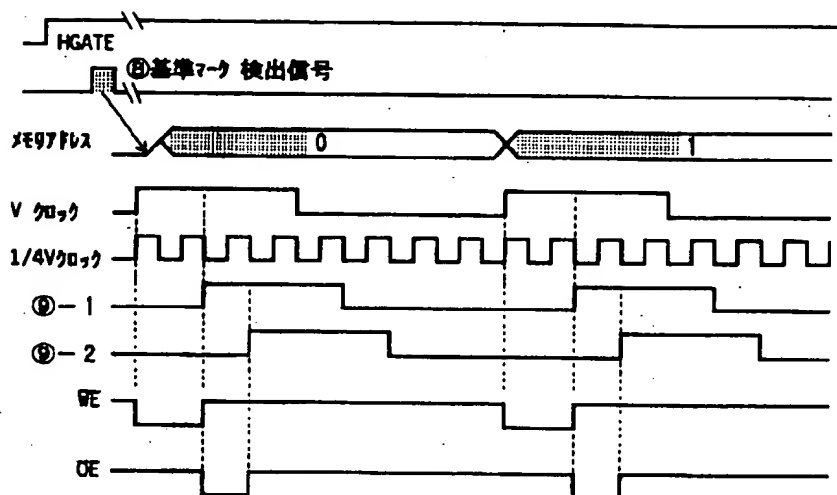 HGATE
⑧基準マーク 検出信号
メモリアドレス 0 1
V クロック
1/4Vクロック
⑨－1
⑨－2
WE
OE